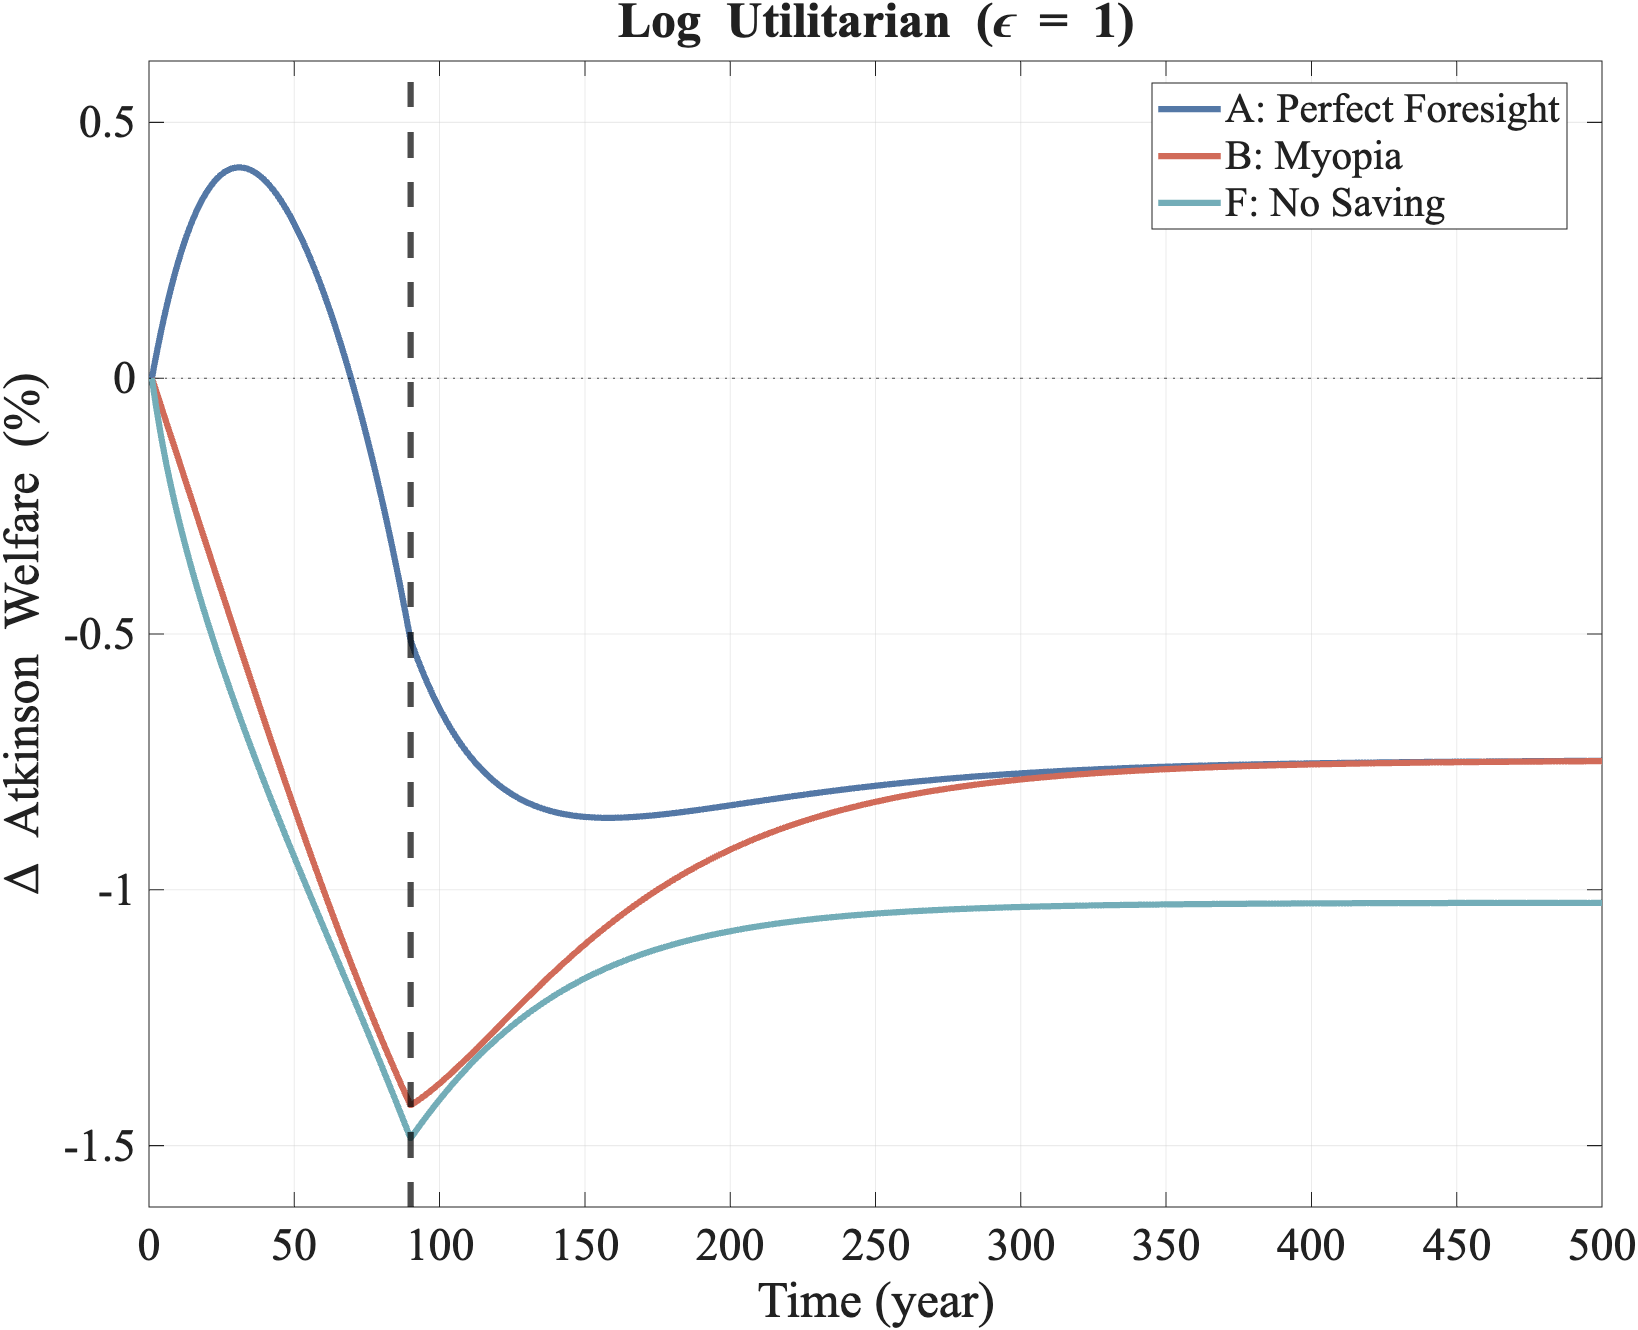 Log Utilitarian (ϵ = 1)
A: Perfect Foresight
B: Myopia
F: No Saving
Δ Atkinson Welfare (%)
0.5
0
-0.5
-1
-1.5
0 50 100 150 200 250 300 350 400 450 500
Time (year)